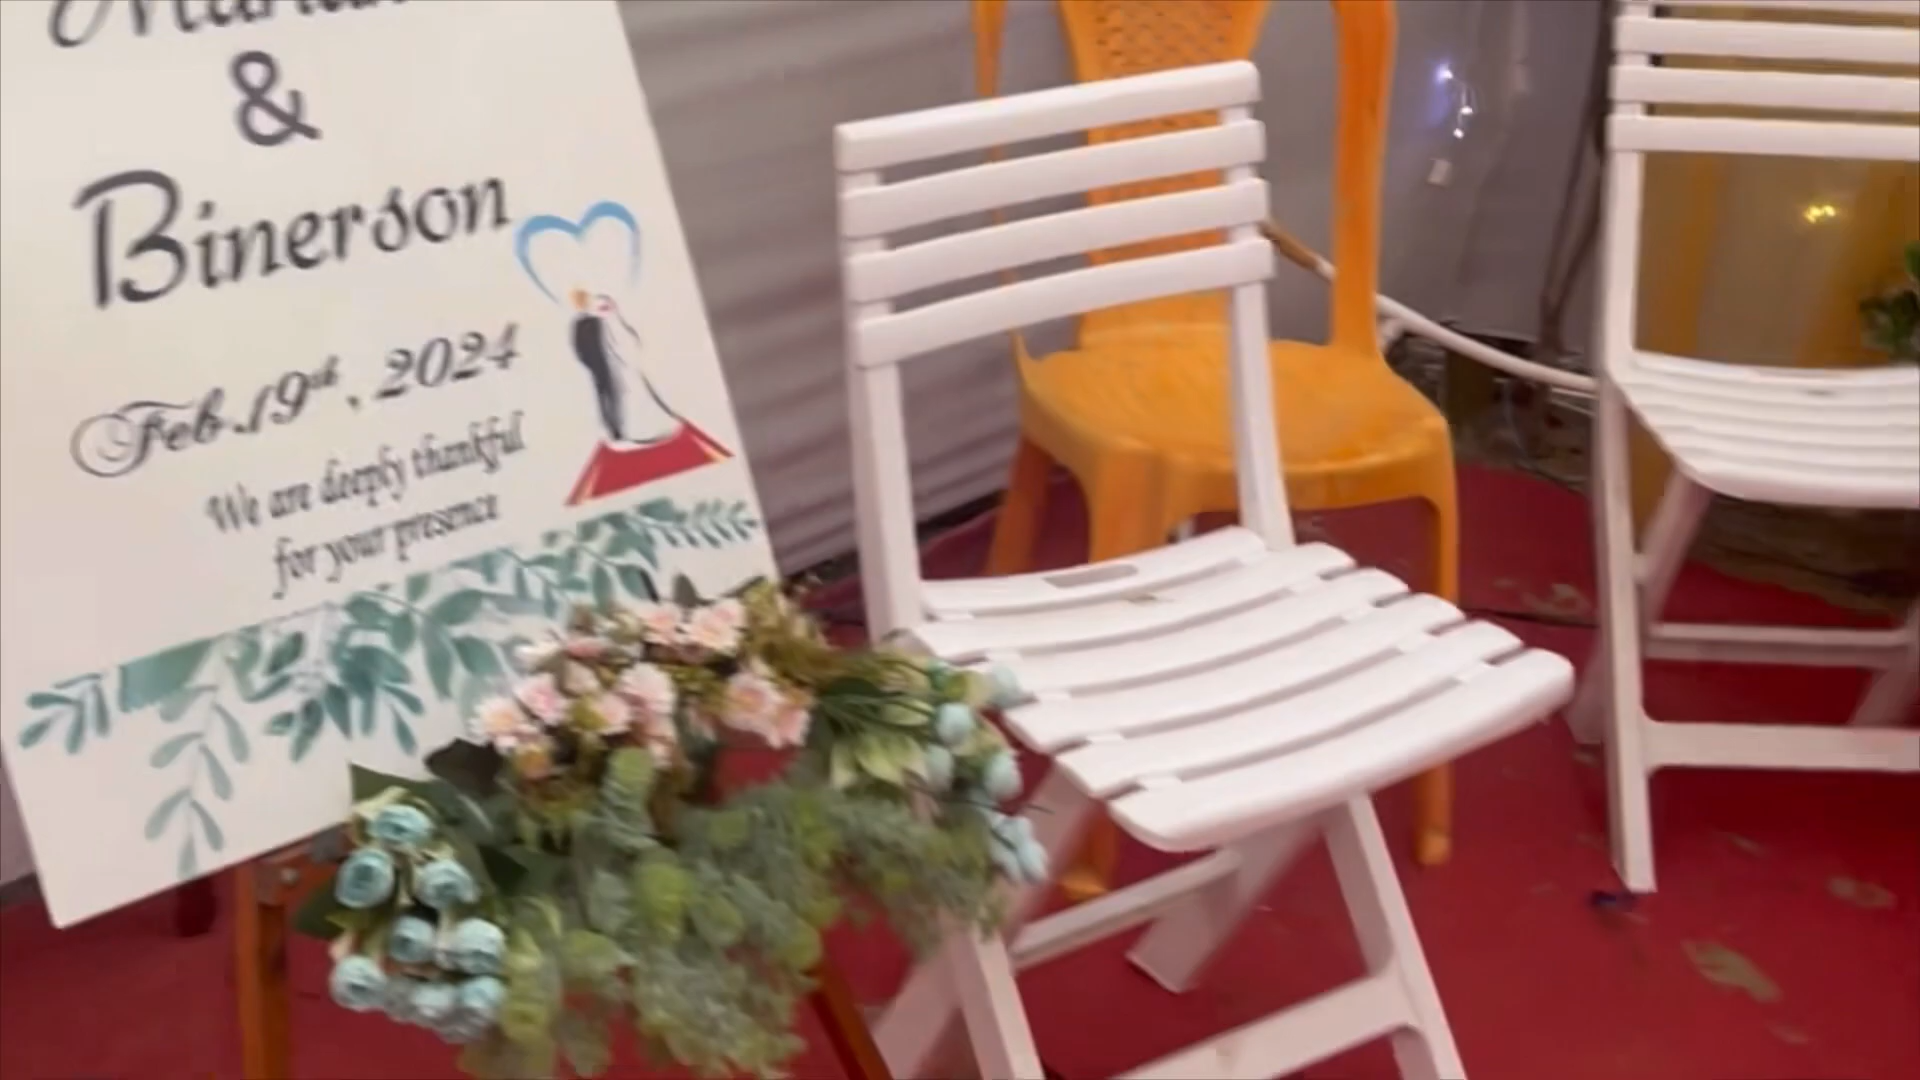 &
Binerson
Feb.19st, 2024
We are deeply thankful
for your presence